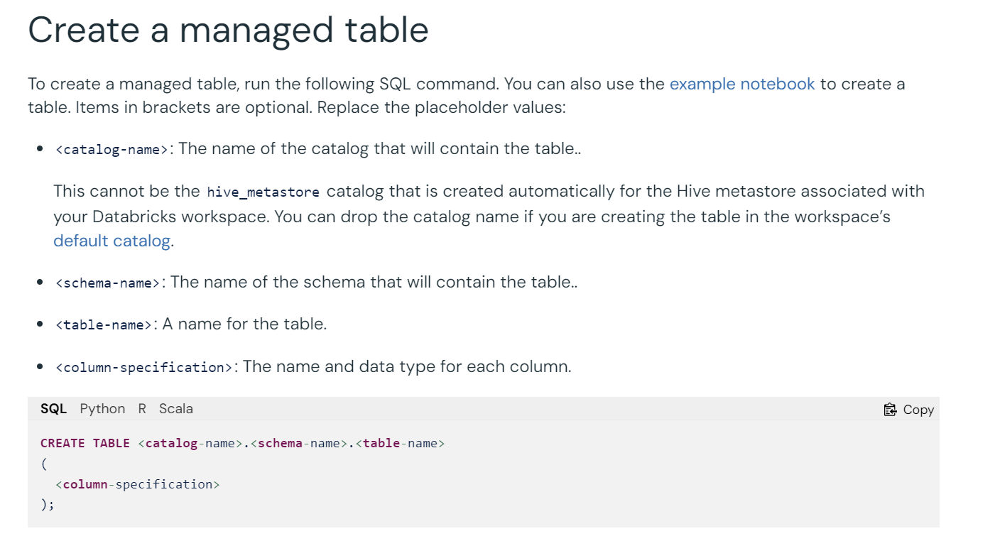 Create a managed table
To create a managed table, run the following SQL command. You can also use the example notebook to create a
table. Items in brackets are optional. Replace the placeholder values:
• <catalog-name>: The name of the catalog that will contain the table..
This cannot be the hive_metastore catalog that is created automatically for the Hive metastore associated with
your Databricks workspace. You can drop the catalog name if you are creating the table in the workspace’s
default catalog.
• <schema-name>: The name of the schema that will contain the table..
• <table-name>: A name for the table.
• <column-specification>: The name and data type for each column.
SQL Python R Scala Copy
CREATE TABLE <catalog-name>.<schema-name>.<table-name>
(
  <column-specification>
);